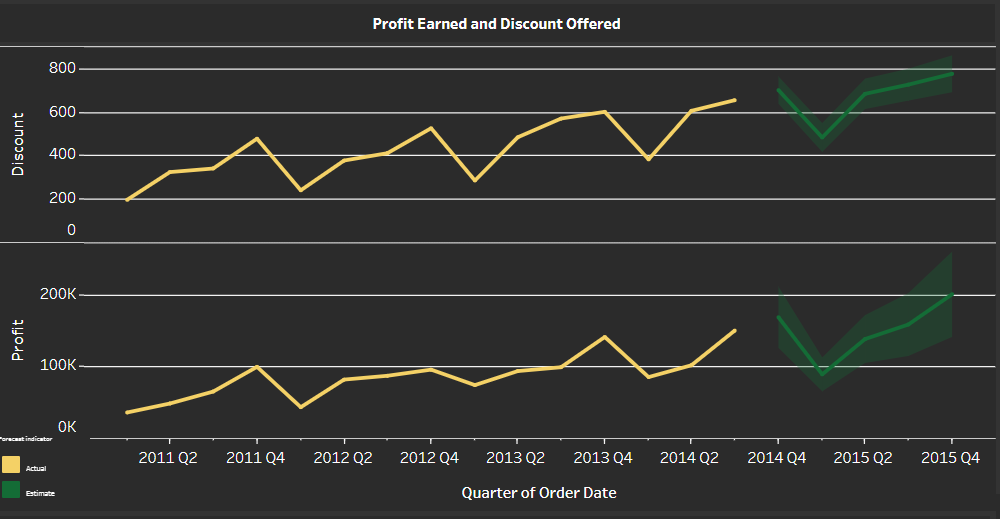 Profit Earned and Discount Offered
Discount
800
600
400
200
0
Profit
200K
100K
0K
2011 Q2 2011 Q4 2012 Q2 2012 Q4 2013 Q2 2013 Q4 2014 Q2 2014 Q4 2015 Q2 2015 Q4
Quarter of Order Date
Forecast indicator
Actual
Estimate